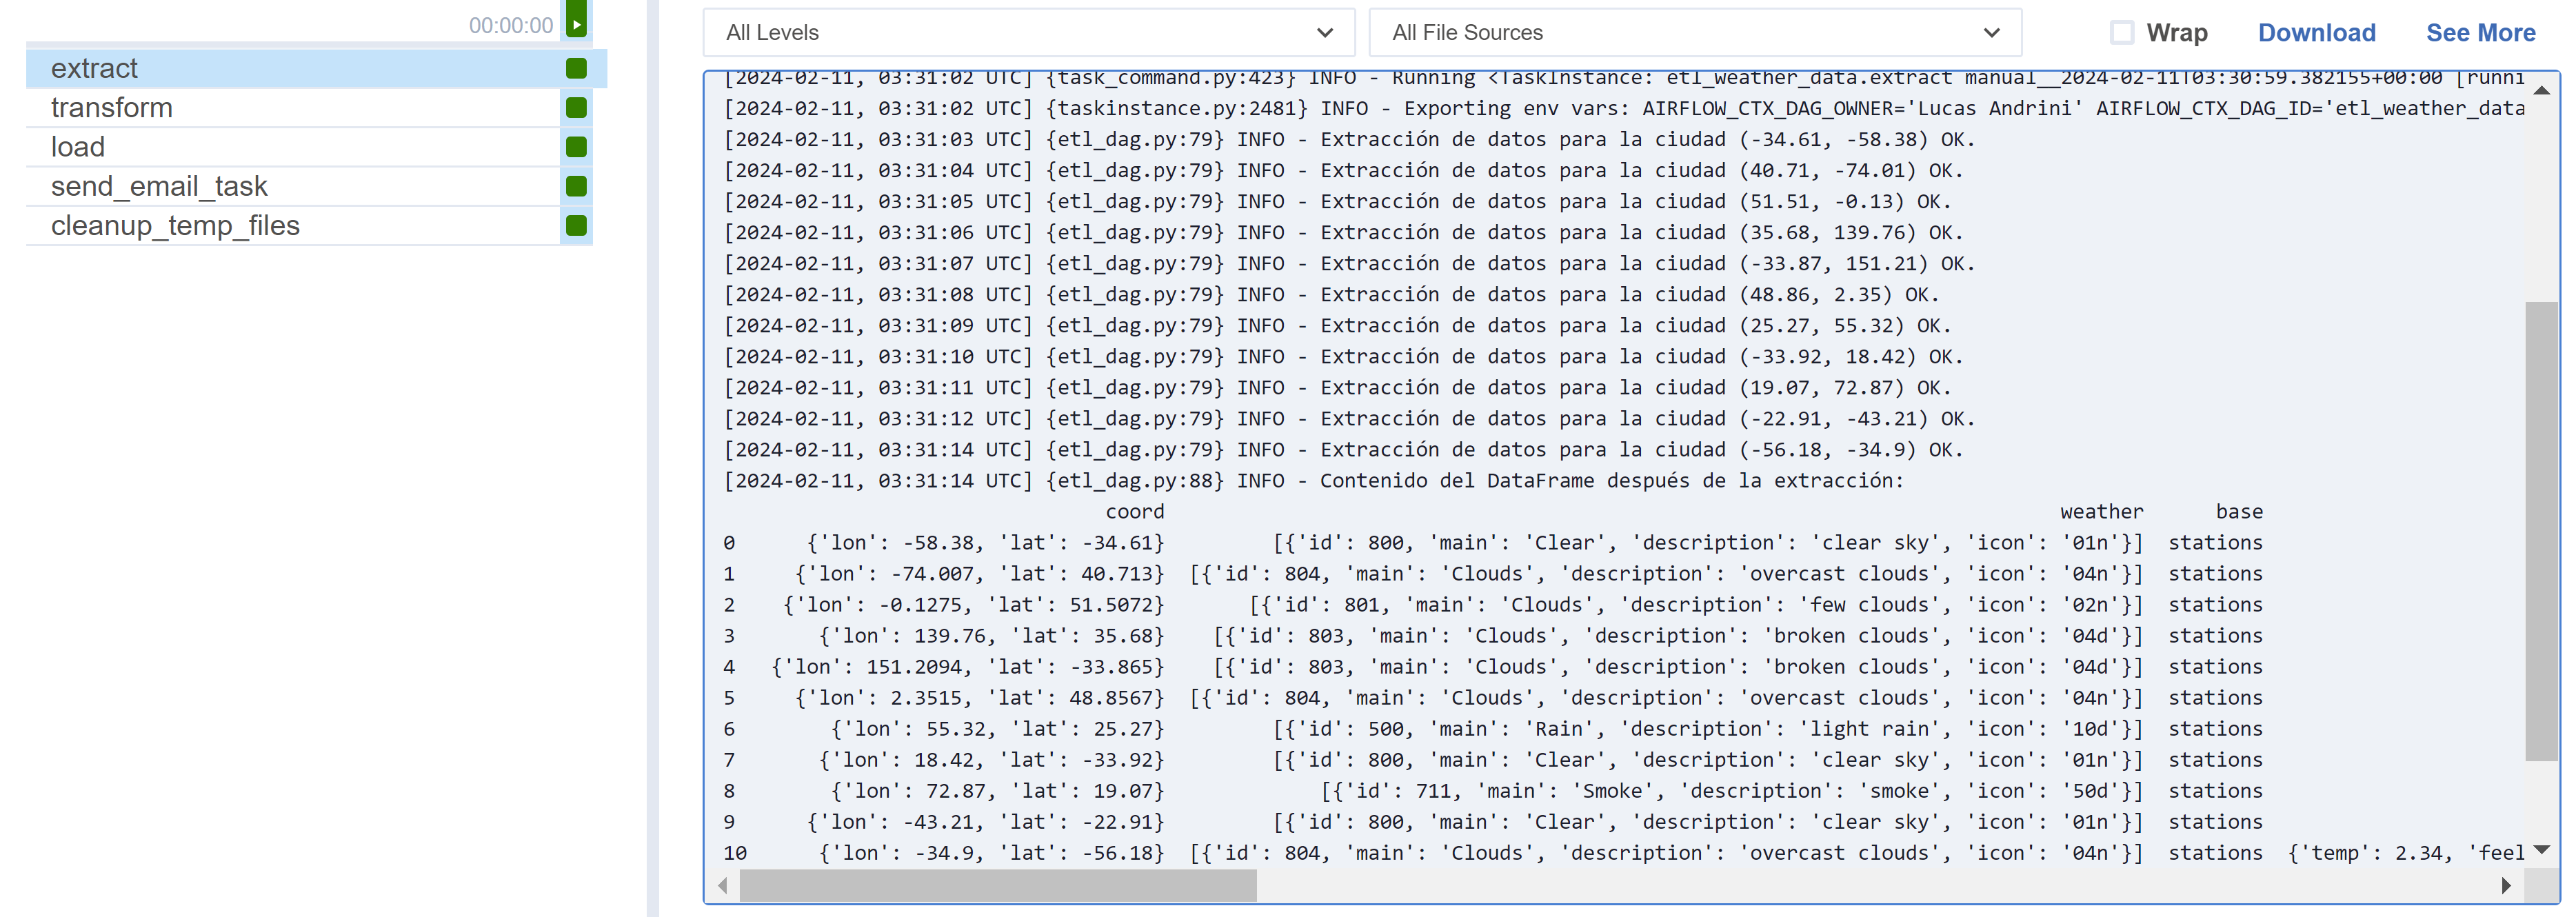 00:00:00
extract
transform
load
send_email_task
cleanup_temp_files
All Levels
All File Sources
Wrap
Download
See More
[2024-02-11, 03:31:02 UTC] {task_command.py:423} INFO - Running <TaskInstance: etl_weather_data.extract manual__2024-02-11T03:30:59.382155+00:00 [runni
[2024-02-11, 03:31:02 UTC] {taskinstance.py:2481} INFO - Exporting env vars: AIRFLOW_CTX_DAG_OWNER='Lucas Andrini' AIRFLOW_CTX_DAG_ID='etl_weather_data
[2024-02-11, 03:31:03 UTC] {etl_dag.py:79} INFO - Extracción de datos para la ciudad (-34.61, -58.38) OK.
[2024-02-11, 03:31:04 UTC] {etl_dag.py:79} INFO - Extracción de datos para la ciudad (40.71, -74.01) OK.
[2024-02-11, 03:31:05 UTC] {etl_dag.py:79} INFO - Extracción de datos para la ciudad (51.51, -0.13) OK.
[2024-02-11, 03:31:06 UTC] {etl_dag.py:79} INFO - Extracción de datos para la ciudad (35.68, 139.76) OK.
[2024-02-11, 03:31:07 UTC] {etl_dag.py:79} INFO - Extracción de datos para la ciudad (-33.87, 151.21) OK.
[2024-02-11, 03:31:08 UTC] {etl_dag.py:79} INFO - Extracción de datos para la ciudad (48.86, 2.35) OK.
[2024-02-11, 03:31:09 UTC] {etl_dag.py:79} INFO - Extracción de datos para la ciudad (25.27, 55.32) OK.
[2024-02-11, 03:31:10 UTC] {etl_dag.py:79} INFO - Extracción de datos para la ciudad (-33.92, 18.42) OK.
[2024-02-11, 03:31:11 UTC] {etl_dag.py:79} INFO - Extracción de datos para la ciudad (19.07, 72.87) OK.
[2024-02-11, 03:31:12 UTC] {etl_dag.py:79} INFO - Extracción de datos para la ciudad (-22.91, -43.21) OK.
[2024-02-11, 03:31:14 UTC] {etl_dag.py:79} INFO - Extracción de datos para la ciudad (-56.18, -34.9) OK.
[2024-02-11, 03:31:14 UTC] {etl_dag.py:88} INFO - Contenido del DataFrame después de la extracción:
coord weather base
0 {'lon': -58.38, 'lat': -34.61} [{'id': 800, 'main': 'Clear', 'description': 'clear sky', 'icon': '01n'}] stations
1 {'lon': -74.007, 'lat': 40.713} [{'id': 804, 'main': 'Clouds', 'description': 'overcast clouds', 'icon': '04n'}] stations
2 {'lon': -0.1275, 'lat': 51.5072} [{'id': 801, 'main': 'Clouds', 'description': 'few clouds', 'icon': '02n'}] stations
3 {'lon': 139.76, 'lat': 35.68} [{'id': 803, 'main': 'Clouds', 'description': 'broken clouds', 'icon': '04d'}] stations
4 {'lon': 151.2094, 'lat': -33.865} [{'id': 803, 'main': 'Clouds', 'description': 'broken clouds', 'icon': '04d'}] stations
5 {'lon': 2.3515, 'lat': 48.8567} [{'id': 804, 'main': 'Clouds', 'description': 'overcast clouds', 'icon': '04n'}] stations
6 {'lon': 55.32, 'lat': 25.27} [{'id': 500, 'main': 'Rain', 'description': 'light rain', 'icon': '10d'}] stations
7 {'lon': 18.42, 'lat': -33.92} [{'id': 800, 'main': 'Clear', 'description': 'clear sky', 'icon': '01n'}] stations
8 {'lon': 72.87, 'lat': 19.07} [{'id': 711, 'main': 'Smoke', 'description': 'smoke', 'icon': '50d'}] stations
9 {'lon': -43.21, 'lat': -22.91} [{'id': 800, 'main': 'Clear', 'description': 'clear sky', 'icon': '01n'}] stations
10 {'lon': -34.9, 'lat': -56.18} [{'id': 804, 'main': 'Clouds', 'description': 'overcast clouds', 'icon': '04n'}] stations {'temp': 2.34, 'feel